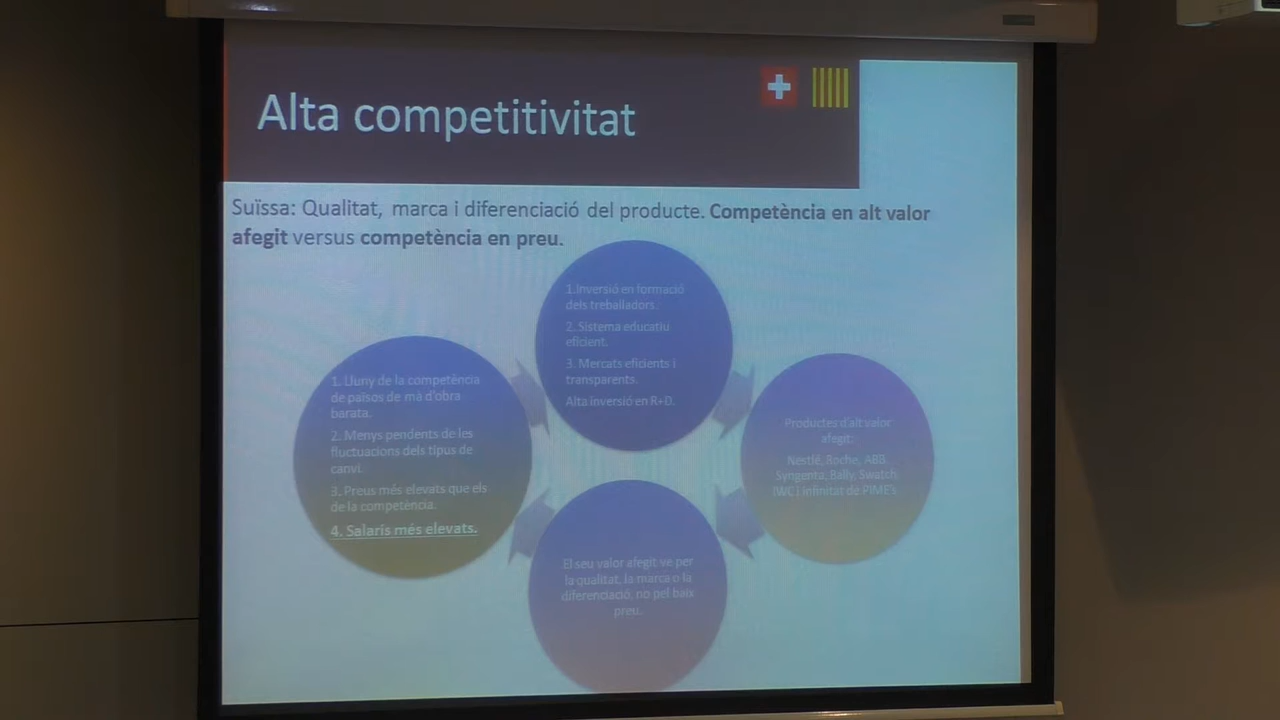 Alta competitivitat
Suïssa: Qualitat, marca i diferenciació del producte. Competència en alt valor
afegit versus competència en preu.
1.Inversió en formació
dels treballadors.
2. Sistema educatiu
eficient.
3. Mercats eficients i
transparents.
Alta inversió en R+D.
Productes d'alt valor
afegit:
Nestlé, Roche, ABB,
Syngenta, Bally, Swatch,
IWC i infinitat de PIME's.
El seu valor afegit ve per
la qualitat, la marca o la
diferenciació, no pel baix
preu.
1. Lluny de la competència
de països de mà d'obra
barata.
2. Menys pendents de les
fluctuacions dels tipus de
canvi.
3. Preus més elevats que els
de la competència.
4. Salaris més elevats.